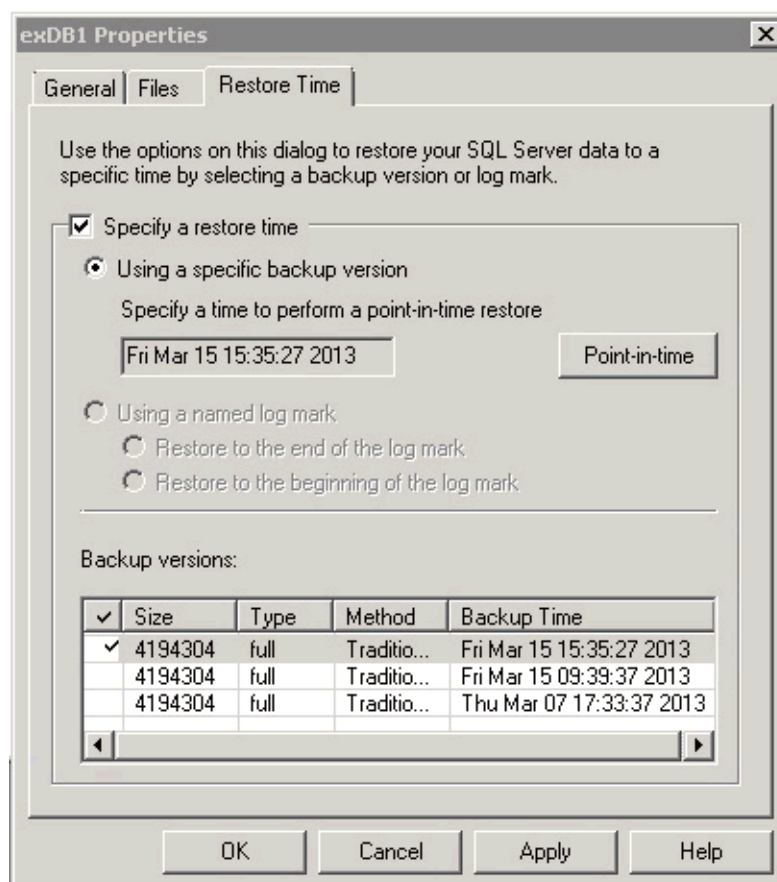 exDB1 Properties
General Files Restore Time
Use the options on this dialog to restore your SQL Server data to a
specific time by selecting a backup version or log mark.
Specify a restore time
Using a specific backup version
Specify a time to perform a point-in-time restore
Fri Mar 15 15:35:27 2013 Point-in-time
Using a named log mark
Restore to the end of the log mark
Restore to the beginning of the log mark
Backup versions:
Size Type Method Backup Time
4194304 full Traditio... Fri Mar 15 15:35:27 2013
4194304 full Traditio... Fri Mar 15 09:39:37 2013
4194304 full Traditio... Thu Mar 07 17:33:37 2013
OK Cancel Apply Help